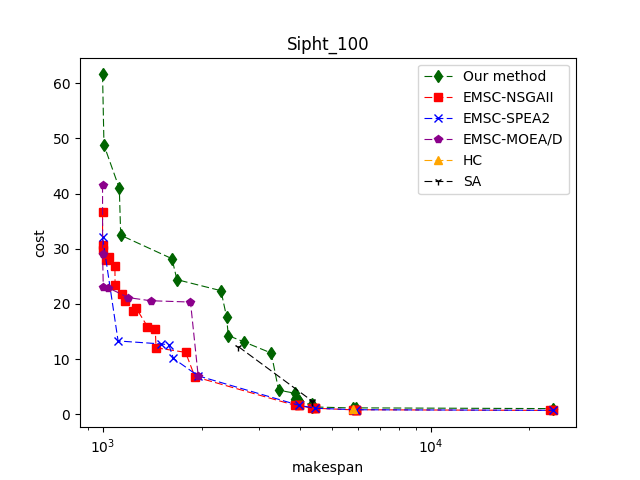 Sipht_100
60
50
40
30
20
10
0
cost
10³
10⁴
makespan
Our method
EMSC-NSGAII
EMSC-SPEA2
EMSC-MOEA/D
HC
SA